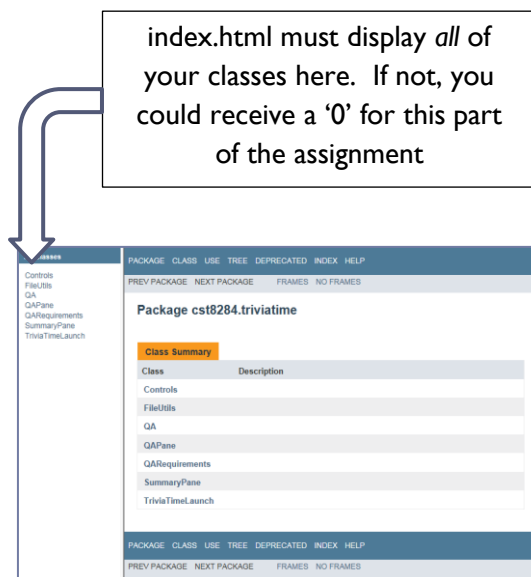 index.html must display all of
your classes here. If not, you
could receive a ‘0’ for this part
of the assignment
PACKAGE CLASS USE TREE DEPRECATED INDEX HELP
PREV PACKAGE NEXT PACKAGE FRAMES NO FRAMES
Controls
FileUtils
QA
QAPane
QARequirements
SummaryPane
TriviaTimeLaunch
Package cst8284.triviatime
Class Summary
Class Description
Controls
FileUtils
QA
QAPane
QARequirements
SummaryPane
TriviaTimeLaunch
PACKAGE CLASS USE TREE DEPRECATED INDEX HELP
PREV PACKAGE NEXT PACKAGE FRAMES NO FRAMES